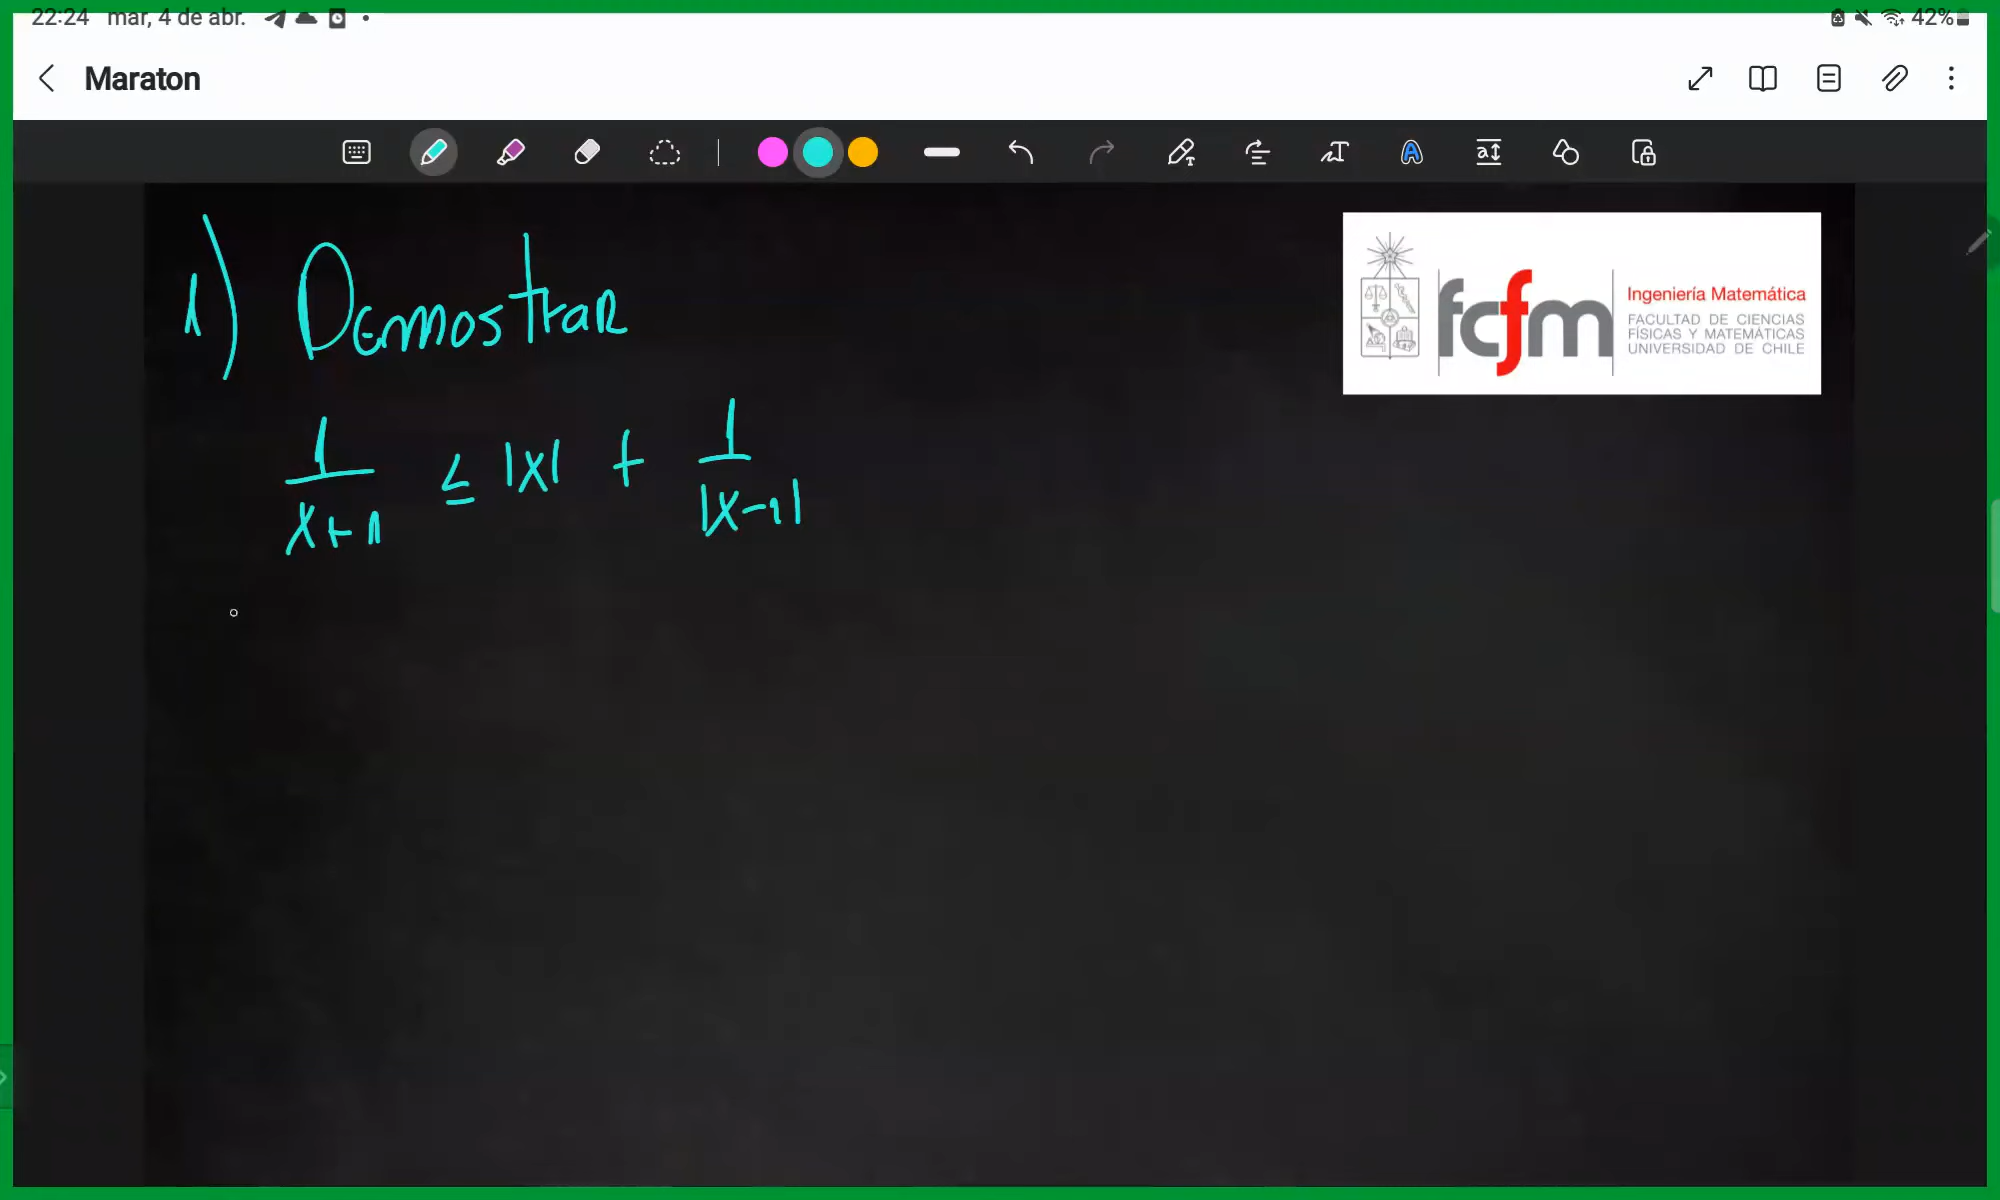 22:24 mar, 4 de abr. 42%
Maraton
1) Demostrar
1/(x+1) ≤ |x| + 1/|x-1|
fcfm
Ingeniería Matemática
FACULTAD DE CIENCIAS
FÍSICAS Y MATEMÁTICAS
UNIVERSIDAD DE CHILE